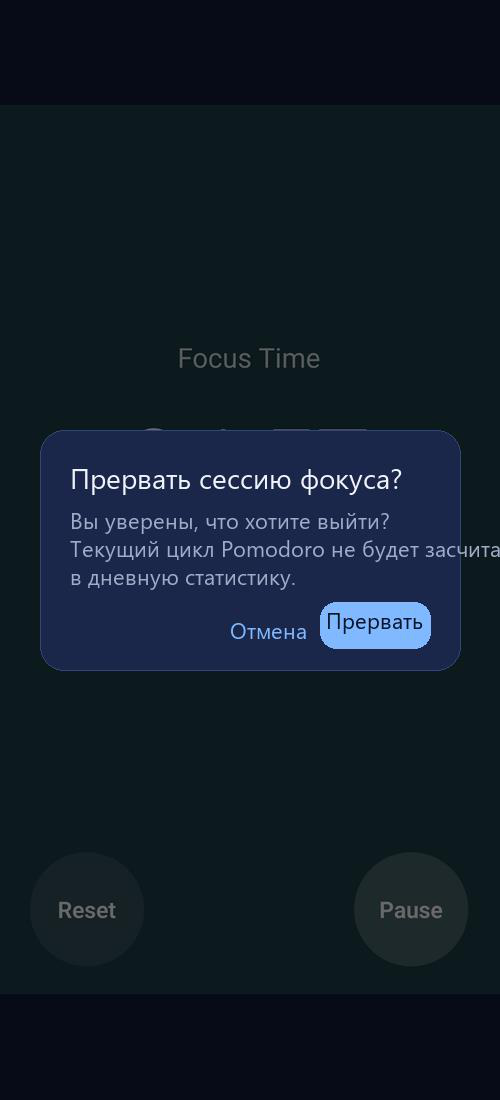 Focus Time
Прервать сессию фокуса?
Вы уверены, что хотите выйти?
Текущий цикл Pomodoro не будет засчита
в дневную статистику.
Отмена
Прервать
Reset
Pause